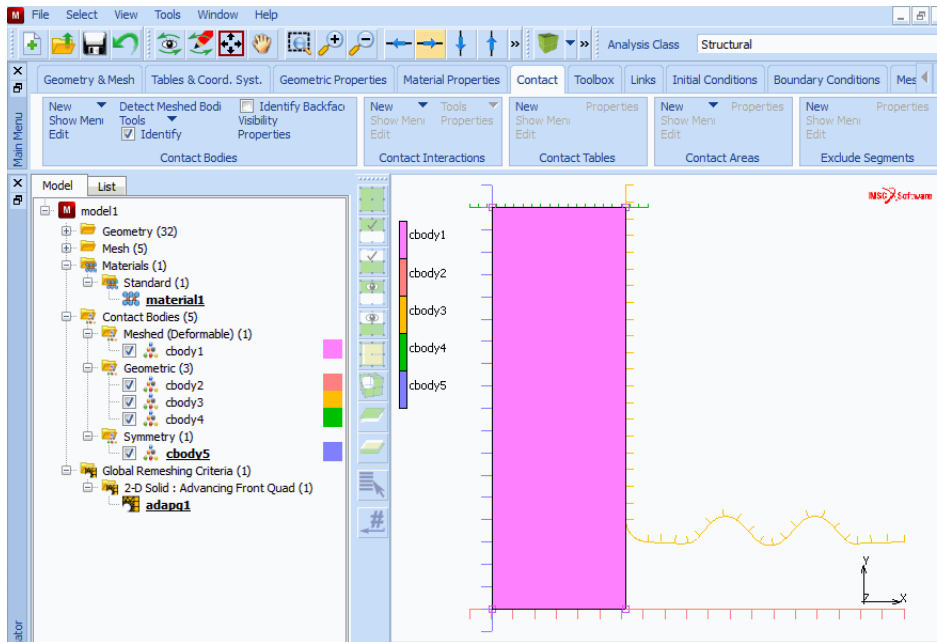 M File Select View Tools Window Help
» » Analysis Class Structural
Geometry & Mesh Tables & Coord. Syst. Geometric Properties Material Properties Contact Toolbox Links Initial Conditions Boundary Conditions Mes
New Detect Meshed Bodi Identify Backfac New Tools New Properties New Properties New Properties
Show Menu Tools Visibility Show Menu Properties Show Menu Show Menu Show Menu
Edit Identify Properties Edit Edit Edit Edit
Contact Bodies Contact Interactions Contact Tables Contact Areas Exclude Segments
Main Menu
Model List
M model1
Geometry (32)
Mesh (5)
Materials (1)
Standard (1)
material1
Contact Bodies (5)
Meshed (Deformable) (1)
cbody1
Geometric (3)
cbody2
cbody3
cbody4
Symmetry (1)
cbody5
Global Remeshing Criteria (1)
2-D Solid : Advancing Front Quad (1)
adapg1
ator
#
cbody1
cbody2
cbody3
cbody4
cbody5
MSC Software
Y
Z X